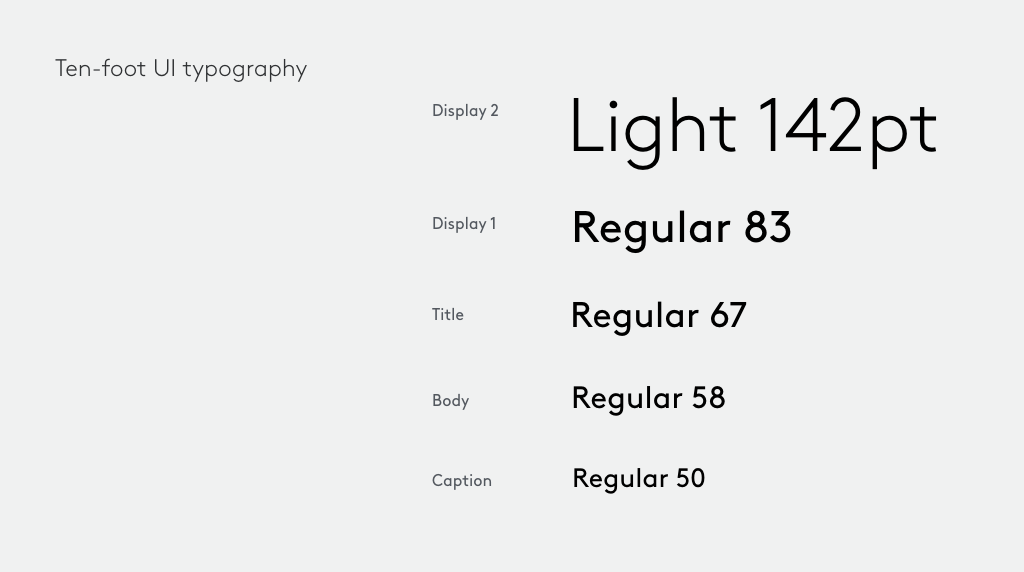 Ten-foot UI typography
Display 2
Light 142pt
Display 1
Regular 83
Title
Regular 67
Body
Regular 58
Caption
Regular 50